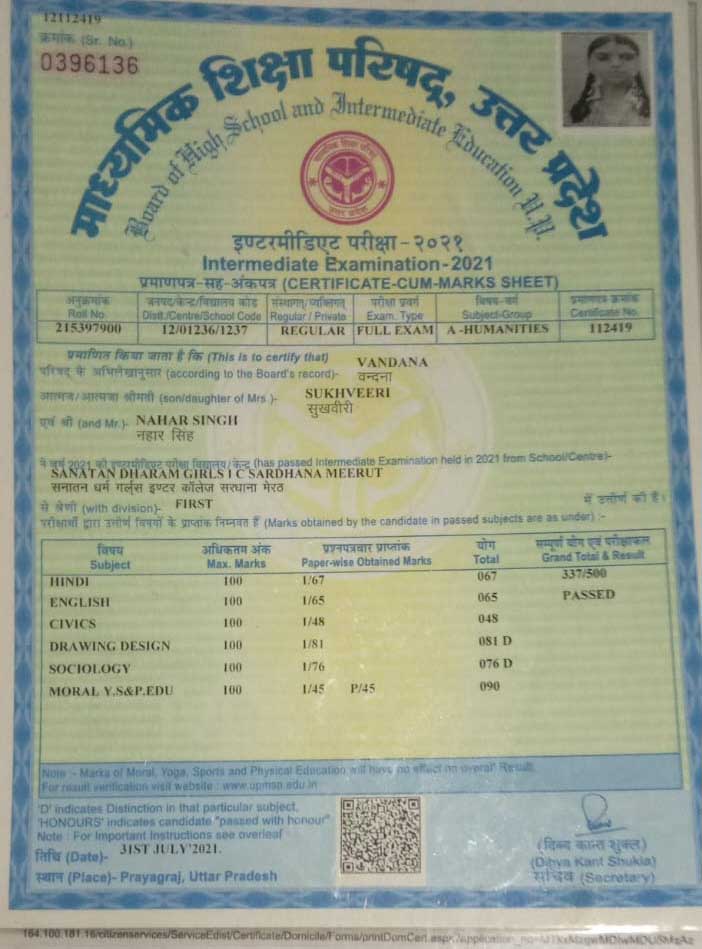 12112419
क्रमांक (Sr. No.)
0396136
माध्यमिक शिक्षा परिषद, उत्तर प्रदेश
Board of High School and Intermediate Education U.P.
इण्टरमीडिएट परीक्षा-२०२१
Intermediate Examination-2021
प्रमाणपत्र-सह-अंकपत्र (CERTIFICATE-CUM-MARKS SHEET)
अनुक्रमांक जनपद/केन्द्र/विद्यालय कोड संस्थागत्/व्यक्तिगत् परीक्षा प्रवर्ग विषय-वर्ग प्रमाणपत्र क्रमांक
Roll No. Distt./Centre/School Code Regular / Private Exam. Type Subject-Group Certificate No.
215397900 12/01236/1237 REGULAR FULL EXAM A -HUMANITIES 112419
प्रमाणित किया जाता है कि (This is to certify that) VANDANA
परिषद के अभिलेखानुसार (according to the Board's record)- वन्दना
आत्मज/आत्मजा श्रीमती (son/daughter of Mrs.)- SUKHVEERI
सुखवीरी
एवं श्री (and Mr.)- NAHAR SINGH
नहार सिंह
ने वर्ष 2021 की इण्टरमीडिएट परीक्षा विद्यालय/केन्द्र (has passed Intermediate Examination held in 2021 from School/Centre)-
SANATAN DHARAM GIRLS I C SARDHANA MEERUT
सनातन धर्म गर्ल्स इण्टर कॉलेज सरधाना मेरठ
से श्रेणी (with division)- FIRST में उत्तीर्ण की है।
परीक्षार्थी द्वारा उत्तीर्ण विषयों के प्राप्तांक निम्नवत हैं (Marks obtained by the candidate in passed subjects are as under) :-
विषय अधिकतम अंक प्रश्नपत्रवार प्राप्तांक योग सम्पूर्ण योग एवं परीक्षाफल
Subject Max. Marks Paper-wise Obtained Marks Total Grand Total & Result
HINDI 100 1/67 067 337/500
ENGLISH 100 1/65 065 PASSED
CIVICS 100 1/48 048
DRAWING DESIGN 100 1/81 081 D
SOCIOLOGY 100 1/76 076 D
MORAL Y.S&P.EDU 100 1/45 P/45 090
Note :- Marks of Moral, Yoga, Sports and Physical Education will have no effect on overall Result.
For result verification visit website : www.upmsp.edu.in
'D' indicates Distinction in that particular subject,
'HONOURS' indicates candidate "passed with honour"
Note : For Important Instructions see overleaf
तिथि (Date)- 31ST JULY'2021.
स्थान (Place)- Prayagraj, Uttar Pradesh
(दिव्य कान्त शुक्ल)
(Divya Kant Shukla)
सचिव (Secretary)